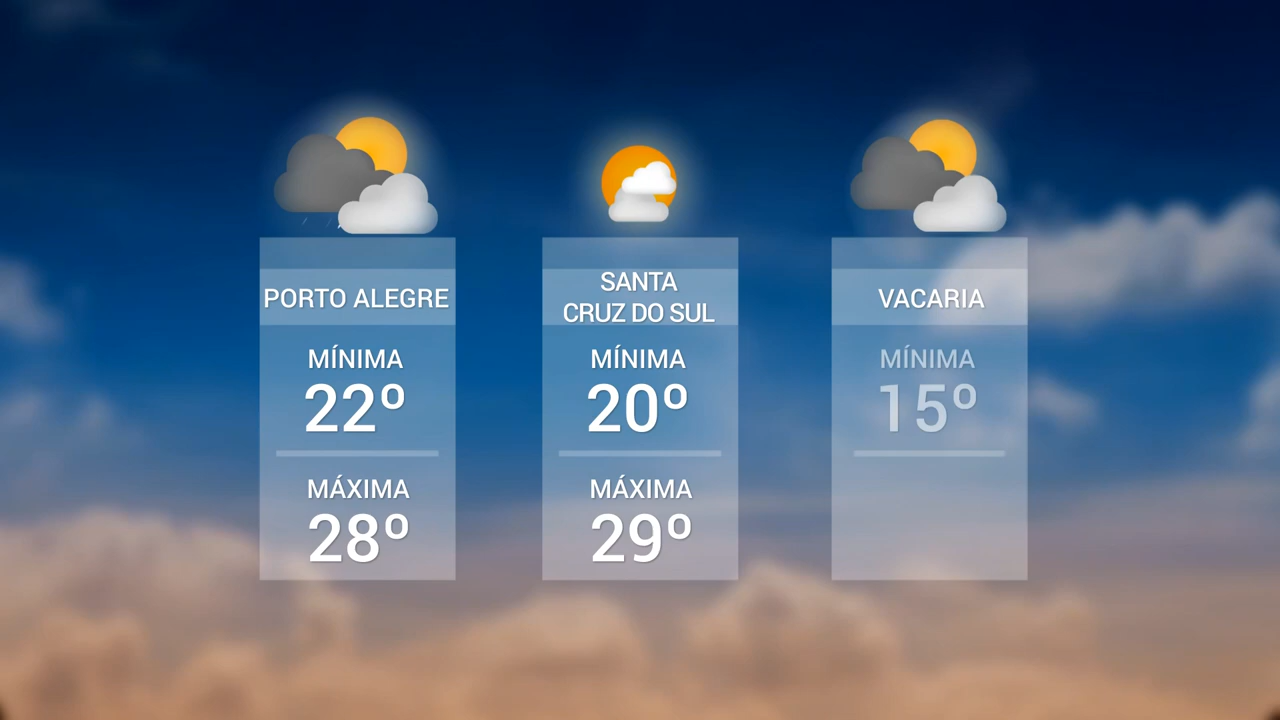 PORTO ALEGRE
MÍNIMA
22º
MÁXIMA
28º
SANTA
CRUZ DO SUL
MÍNIMA
20º
MÁXIMA
29º
VACARIA
MÍNIMA
15º